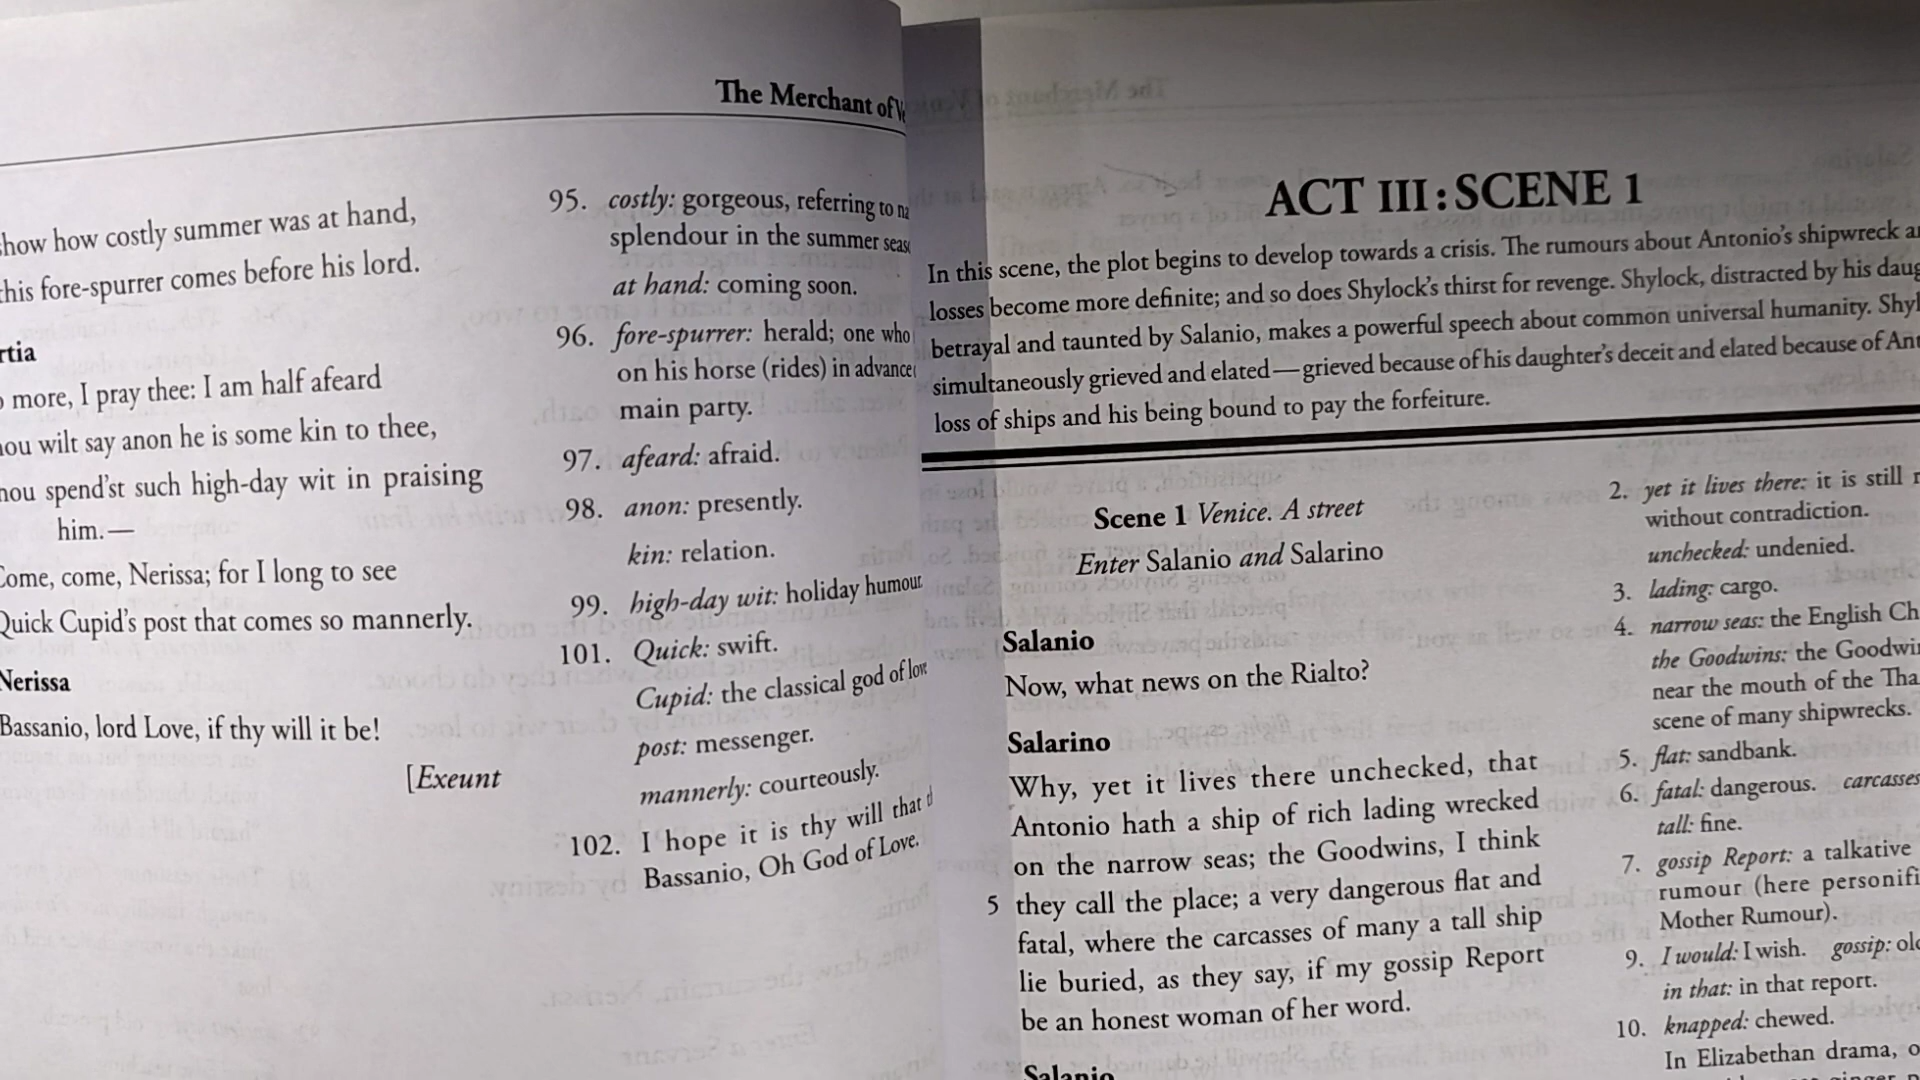 The Merchant of
how how costly summer was at hand,
this fore-spurrer comes before his lord.
more, I pray thee: I am half afeard
wilt say anon he is some kin to thee,
spend'st such high-day wit in praising
him.—
Come, come, Nerissa; for I long to see
Quick Cupid's post that comes so mannerly.
Nerissa
Bassanio, lord Love, if thy will it be!
[Exeunt
95. costly: gorgeous, referring to
splendour in the summer
at hand: coming soon.
96. fore-spurrer: herald; one who
on his horse (rides) in advance
main party.
97. afeard: afraid.
98. anon: presently.
kin: relation.
99. high-day wit: holiday humour
101. Quick: swift.
Cupid: the classical god of
post: messenger.
mannerly: courteously.
102. I hope it is thy will that
Bassanio, Oh God of Love.
ACT III: SCENE 1
In this scene, the plot begins to develop towards a crisis. The rumours about Antonio's shipwreck
losses become more definite; and so does Shylock's thirst for revenge. Shylock, distracted by his
betrayal and taunted by Salanio, makes a powerful speech about common universal humanity.
simultaneously grieved and elated—grieved because of his daughter's deceit and elated because of
loss of ships and his being bound to pay the forfeiture.
Scene 1 Venice. A street
Enter Salanio and Salarino
Salanio
Now, what news on the Rialto?
Salarino
Why, yet it lives there unchecked, that
Antonio hath a ship of rich lading wrecked
on the narrow seas; the Goodwins, I think
5 they call the place; a very dangerous flat and
fatal, where the carcasses of many a tall ship
lie buried, as they say, if my gossip Report
be an honest woman of her word.
Salanio
2. yet it lives there: it is still
without contradiction.
unchecked: undenied.
3. lading: cargo.
4. narrow seas: the English
the Goodwins: the
near the mouth of the
scene of many shipwrecks.
5. flat: sandbank.
6. fatal: dangerous. carcasses
tall: fine.
7. gossip Report: a talkative
rumour (here
Mother Rumour).
9. I would: I wish. gossip:
in that: in that report.
10. knapped: chewed.
In Elizabethan drama,